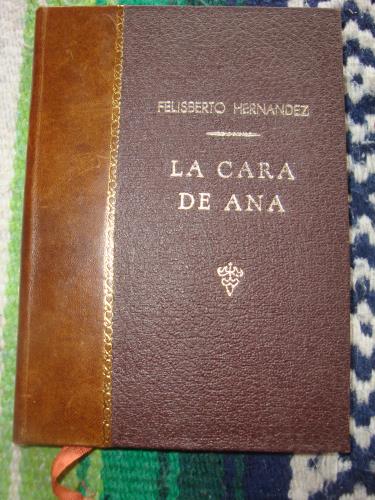 FELISBERTO HERNANDEZ
LA CARA
DE ANA